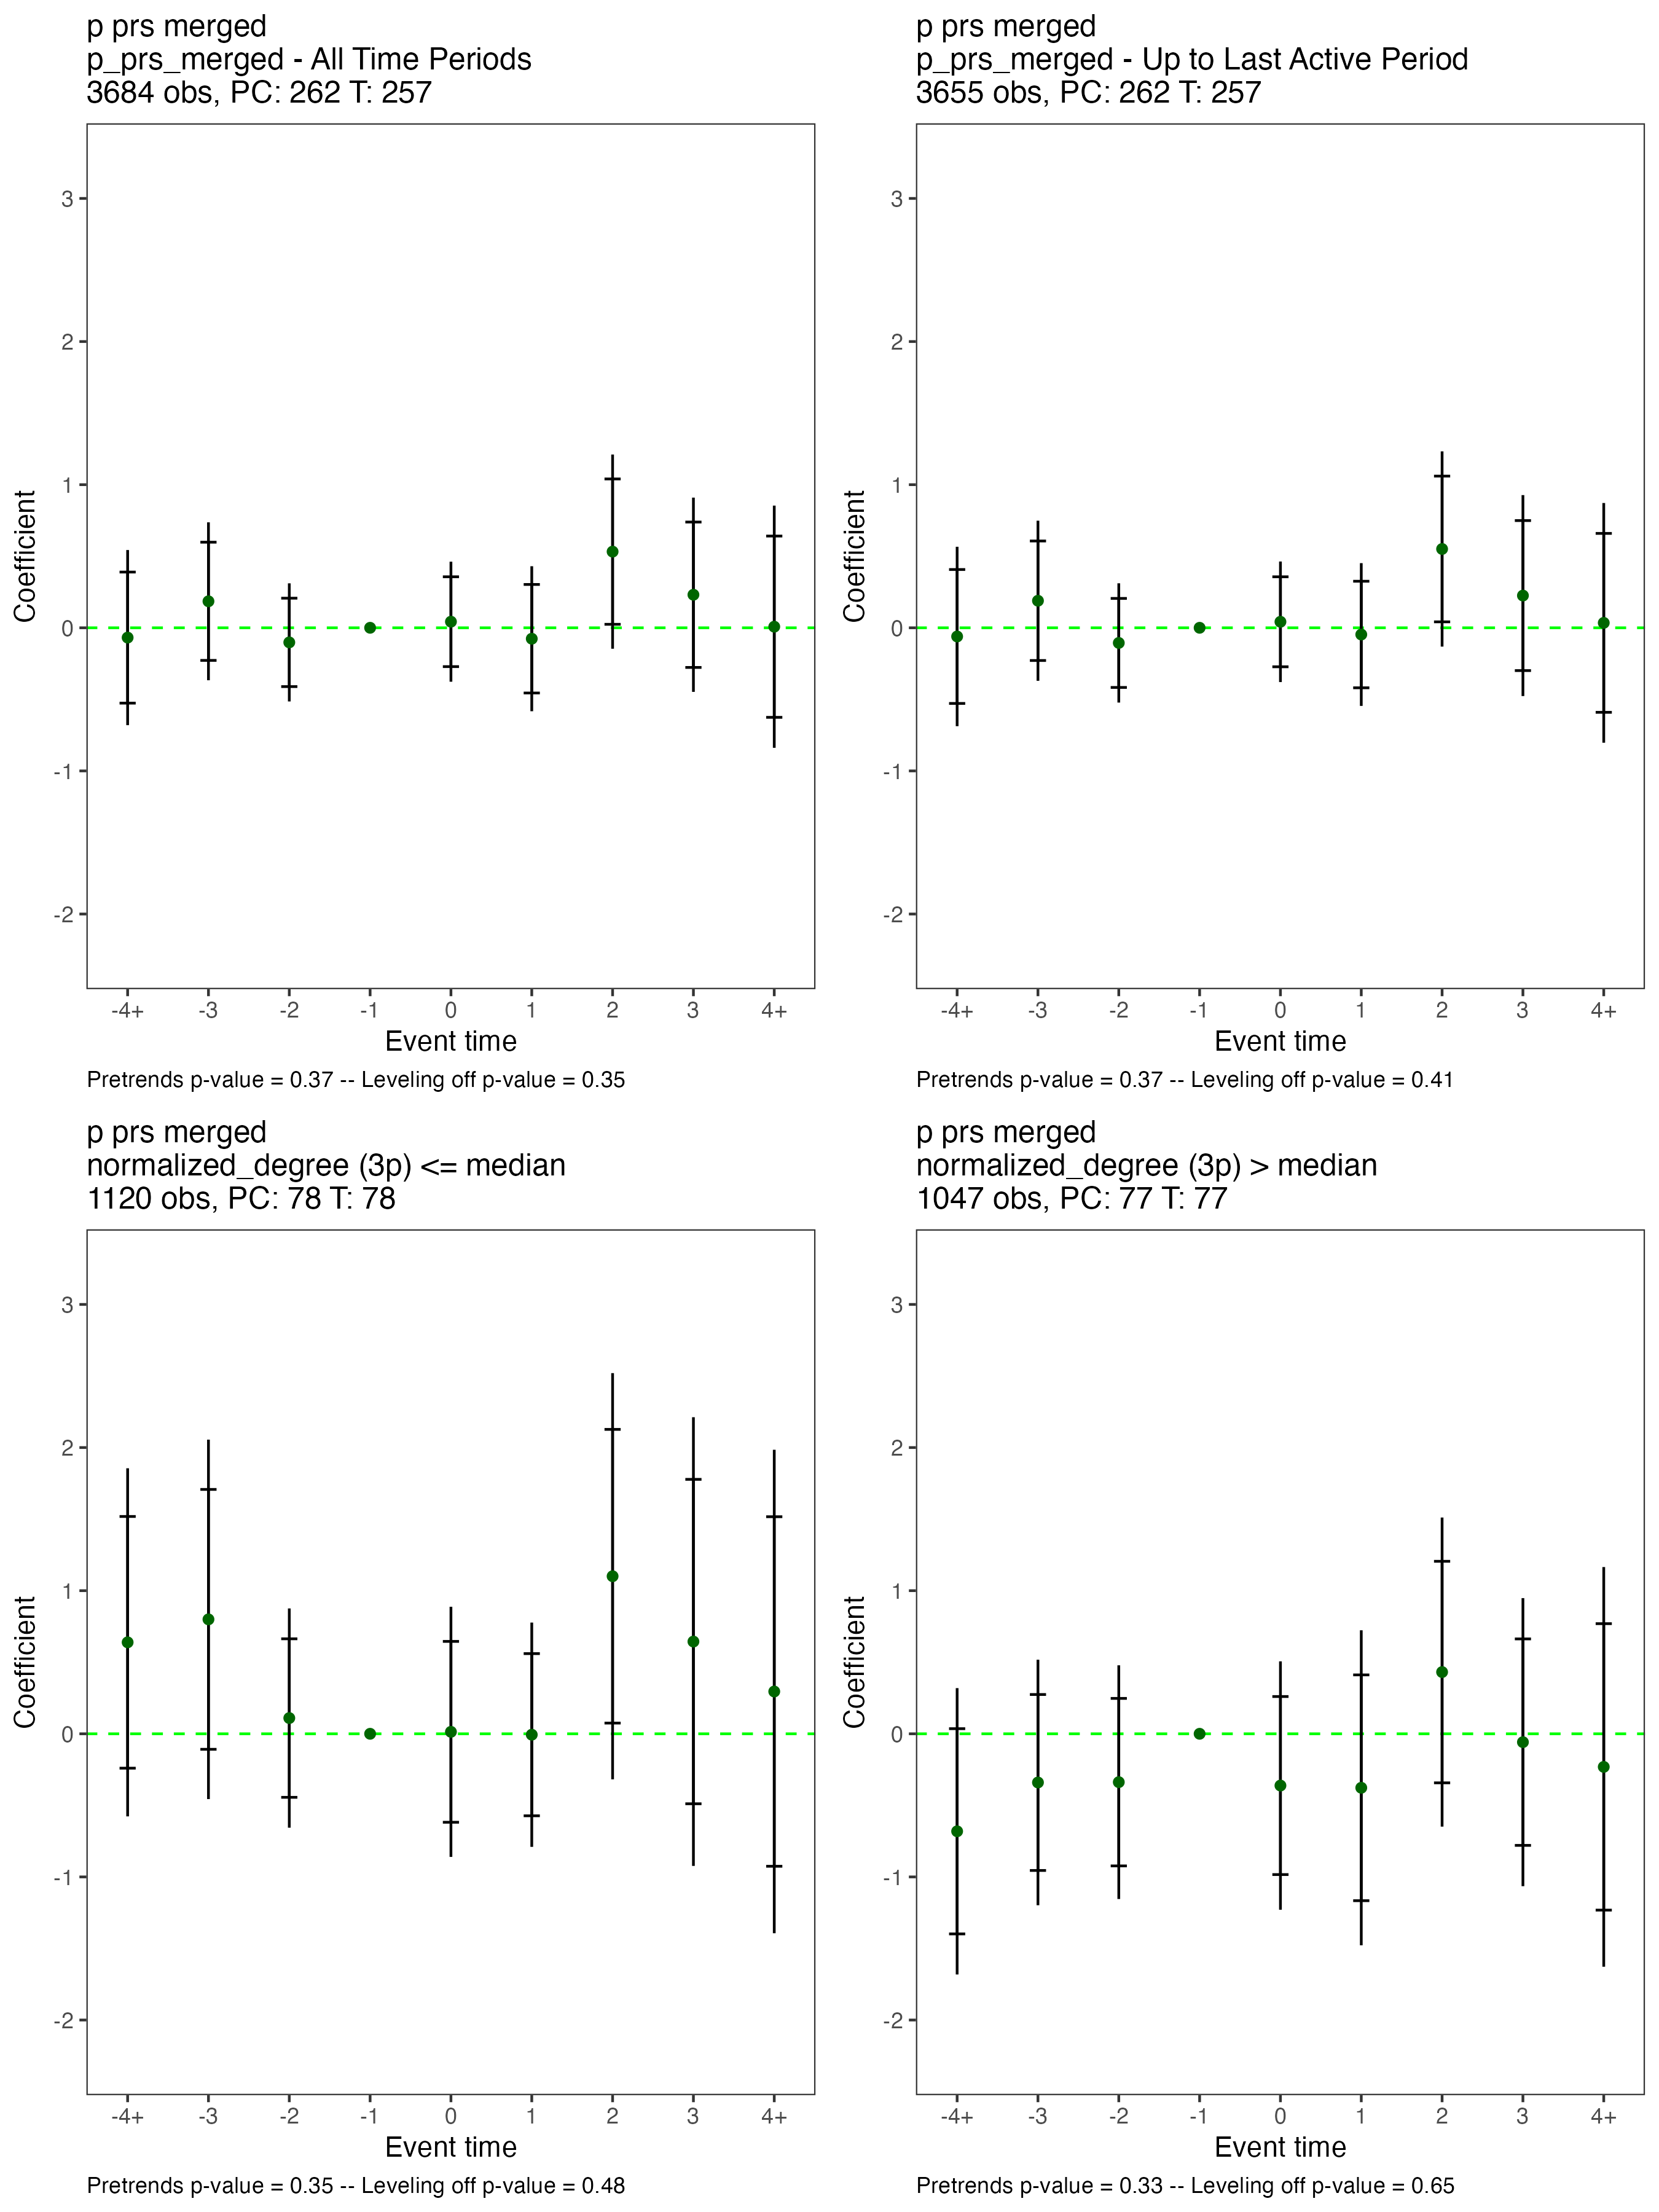 p prs merged
p_prs_merged - All Time Periods
3684 obs, PC: 262 T: 257
Coefficient
3
2
1
0
-1
-2
-4+ -3 -2 -1 0 1 2 3 4+
Event time
Pretrends p-value = 0.37 -- Leveling off p-value = 0.35
p prs merged
p_prs_merged - Up to Last Active Period
3655 obs, PC: 262 T: 257
Coefficient
3
2
1
0
-1
-2
-4+ -3 -2 -1 0 1 2 3 4+
Event time
Pretrends p-value = 0.37 -- Leveling off p-value = 0.41
p prs merged
normalized_degree (3p) <= median
1120 obs, PC: 78 T: 78
Coefficient
3
2
1
0
-1
-2
-4+ -3 -2 -1 0 1 2 3 4+
Event time
Pretrends p-value = 0.35 -- Leveling off p-value = 0.48
p prs merged
normalized_degree (3p) > median
1047 obs, PC: 77 T: 77
Coefficient
3
2
1
0
-1
-2
-4+ -3 -2 -1 0 1 2 3 4+
Event time
Pretrends p-value = 0.33 -- Leveling off p-value = 0.65